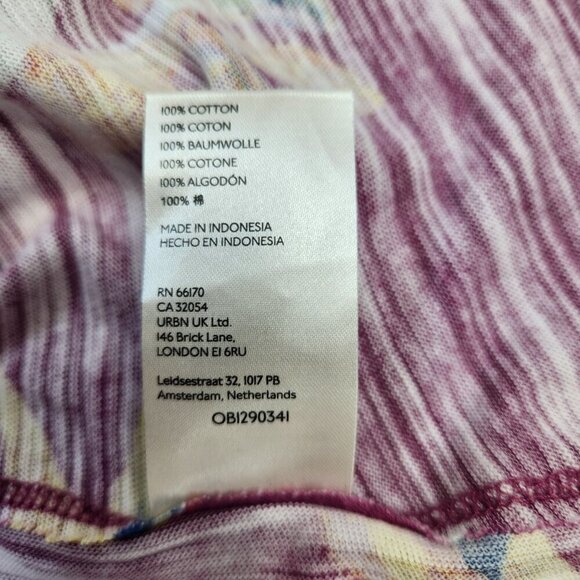 100% COTTON
100% COTON
100% BAUMWOLLE
100% COTONE
100% ALGODÓN
100% 棉
MADE IN INDONESIA
HECHO EN INDONESIA
RN 66170
CA 32054
URBN UK Ltd.
146 Brick Lane,
LONDON E1 6RU
Leidsestraat 32, 1017 PB
Amsterdam, Netherlands
OB1290341